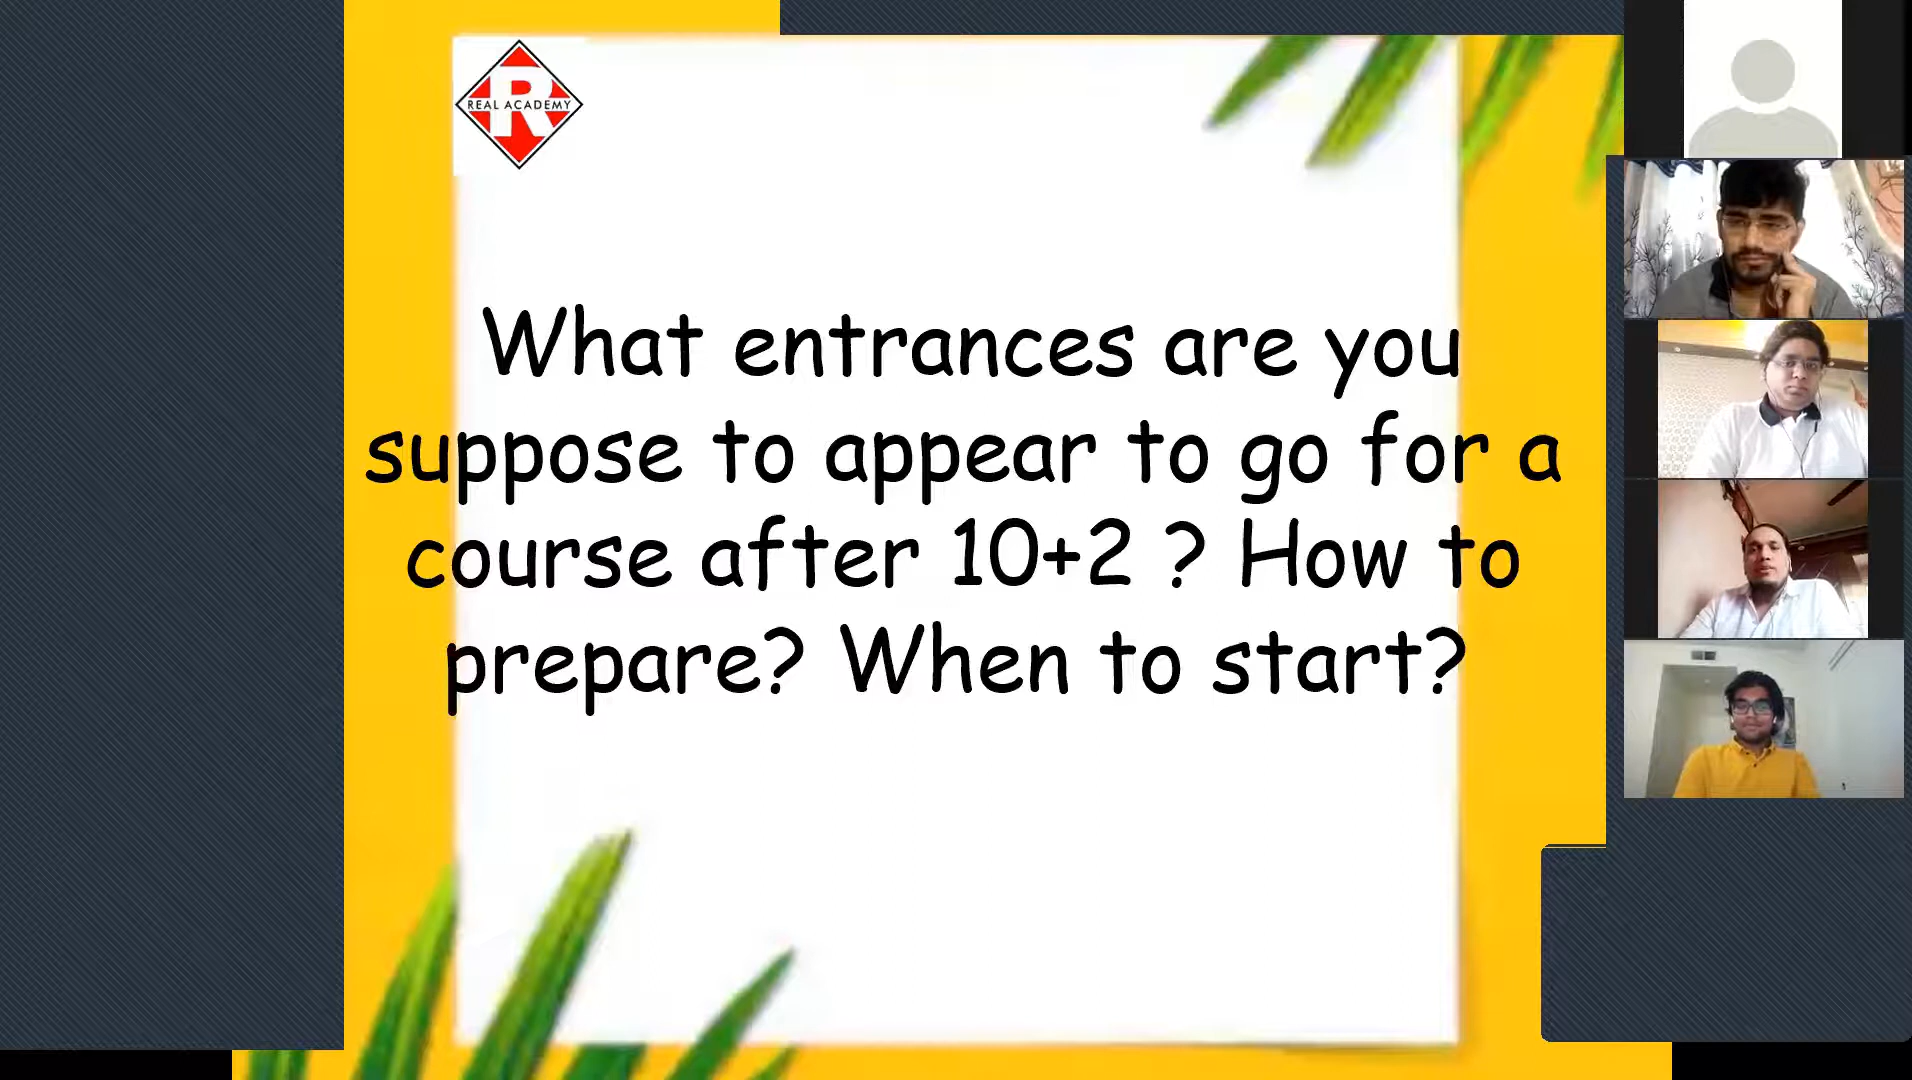 REAL ACADEMY
What entrances are you
suppose to appear to go for a
course after 10+2 ? How to
prepare? When to start?